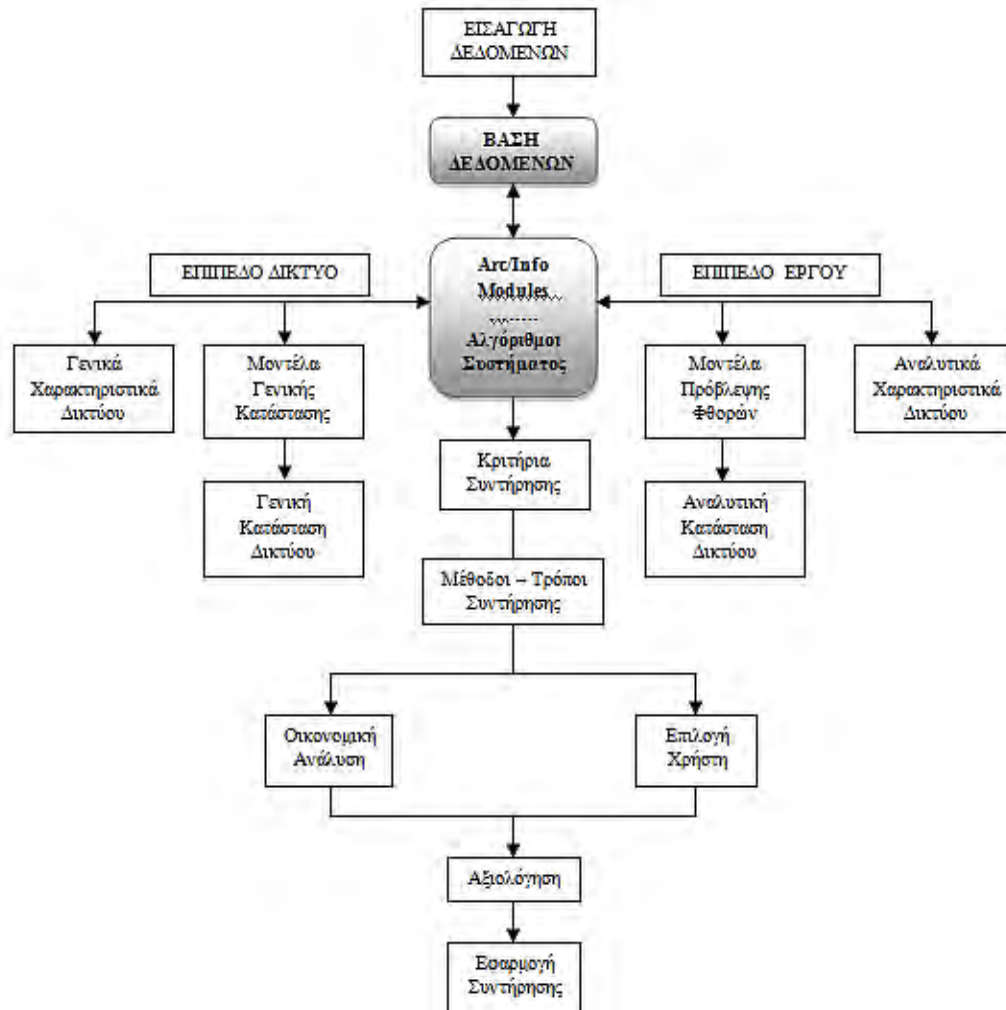 ΕΙΣΑΓΩΓΗ
ΔΕΔΟΜΕΝΩΝ
ΒΑΣΗ
ΔΕΔΟΜΕΝΩΝ
ΕΠΙΠΕΔΟ ΔΙΚΤΥΟ
Arc/Info
Modules
Αλγόριθμοι
Συστήματος
ΕΠΙΠΕΔΟ ΕΡΓΟΥ
Γενικά
Χαρακτηριστικά
Δικτύου
Μοντέλα
Γενικής
Κατάστασης
Μοντέλα
Πρόβλεψης
Φθορών
Αναλυτικά
Χαρακτηριστικά
Δικτύου
Κριτήρια
Συντήρησης
Γενική
Κατάσταση
Δικτύου
Αναλυτική
Κατάσταση
Δικτύου
Μέθοδοι – Τρόποι
Συντήρησης
Οικονομική
Ανάλυση
Επιλογή
Χρήστη
Αξιολόγηση
Εφαρμογή
Συντήρησης